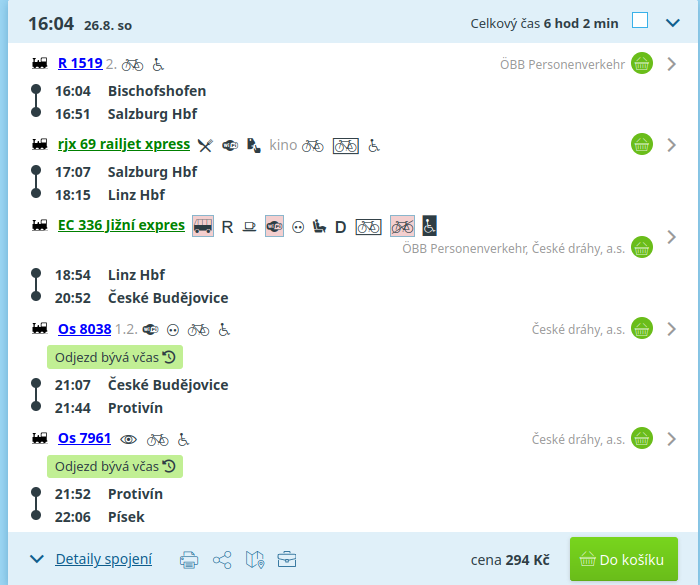 16:04 26.8. so Celkový čas 6 hod 2 min
R 1519 2. ÖBB Personenverkehr
16:04 Bischofshofen
16:51 Salzburg Hbf
rjx 69 railjet xpress kino
17:07 Salzburg Hbf
18:15 Linz Hbf
EC 336 Jižní expres R D
ÖBB Personenverkehr, České dráhy, a.s.
18:54 Linz Hbf
20:52 České Budějovice
Os 8038 1.2. České dráhy, a.s.
Odjezd bývá včas
21:07 České Budějovice
21:44 Protivín
Os 7961 České dráhy, a.s.
Odjezd bývá včas
21:52 Protivín
22:06 Písek
Detaily spojení cena 294 Kč Do košíku